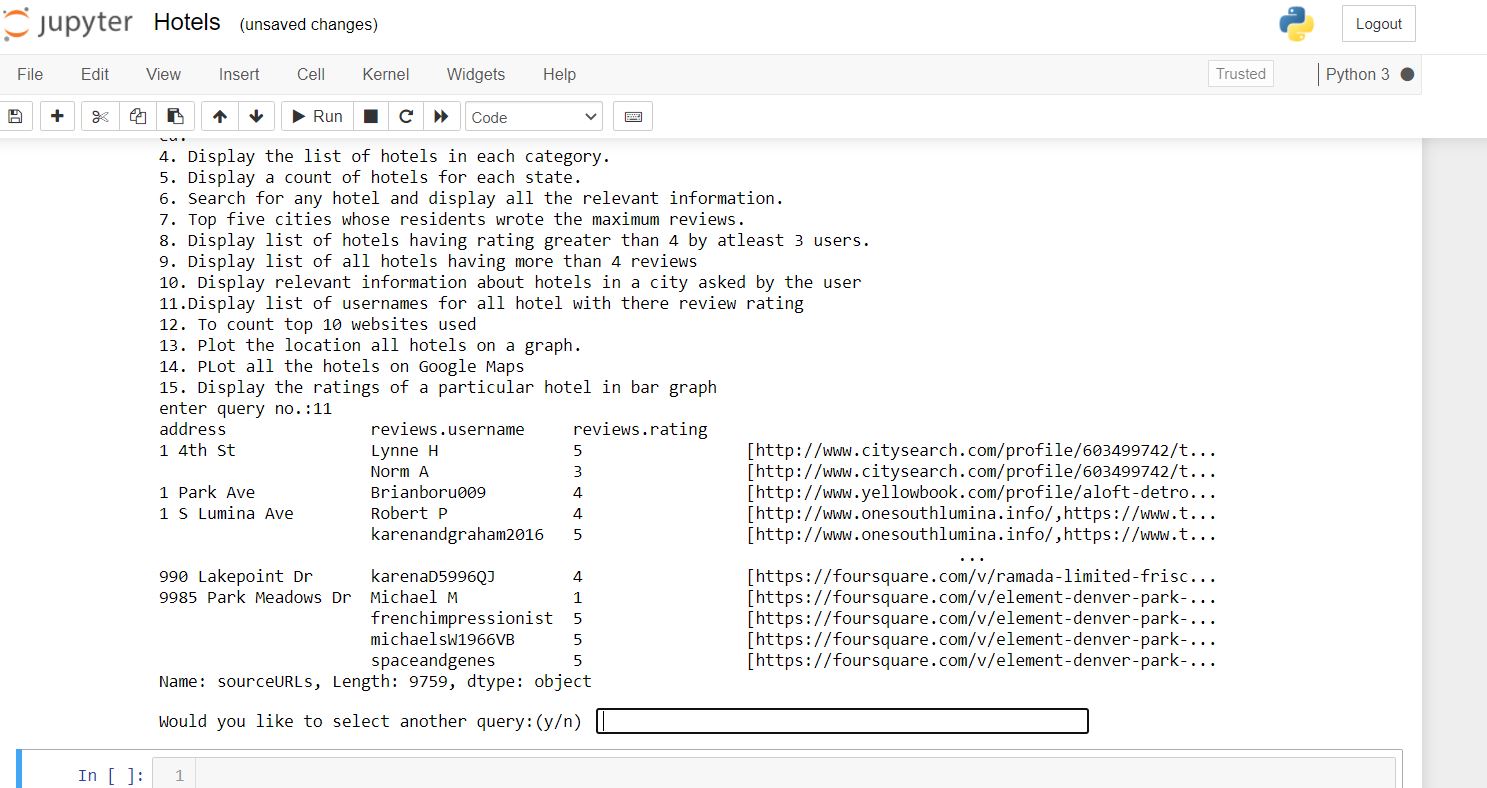 jupyter Hotels (unsaved changes) Logout
File Edit View Insert Cell Kernel Widgets Help Trusted Python 3
Run Code
4. Display the list of hotels in each category.
5. Display a count of hotels for each state.
6. Search for any hotel and display all the relevant information.
7. Top five cities whose residents wrote the maximum reviews.
8. Display list of hotels having rating greater than 4 by atleast 3 users.
9. Display list of all hotels having more than 4 reviews
10. Display relevant information about hotels in a city asked by the user
11.Display list of usernames for all hotel with there review rating
12. To count top 10 websites used
13. Plot the location all hotels on a graph.
14. PLot all the hotels on Google Maps
15. Display the ratings of a particular hotel in bar graph
enter query no.:11
address reviews.username reviews.rating
1 4th St Lynne H 5 [http://www.citysearch.com/profile/603499742/t...
Norm A 3 [http://www.citysearch.com/profile/603499742/t...
1 Park Ave Brianboru009 4 [http://www.yellowbook.com/profile/aloft-detro...
1 S Lumina Ave Robert P 4 [http://www.onesouthlumina.info/,https://www.t...
karenandgraham2016 5 [http://www.onesouthlumina.info/,https://www.t...
...
990 Lakepoint Dr karenaD5996QJ 4 [https://foursquare.com/v/ramada-limited-frisc...
9985 Park Meadows Dr Michael M 1 [https://foursquare.com/v/element-denver-park-...
frenchimpressionist 5 [https://foursquare.com/v/element-denver-park-...
michaelsW1966VB 5 [https://foursquare.com/v/element-denver-park-...
spaceandgenes 5 [https://foursquare.com/v/element-denver-park-...
Name: sourceURLs, Length: 9759, dtype: object
Would you like to select another query:(y/n)
In [ ]: 1